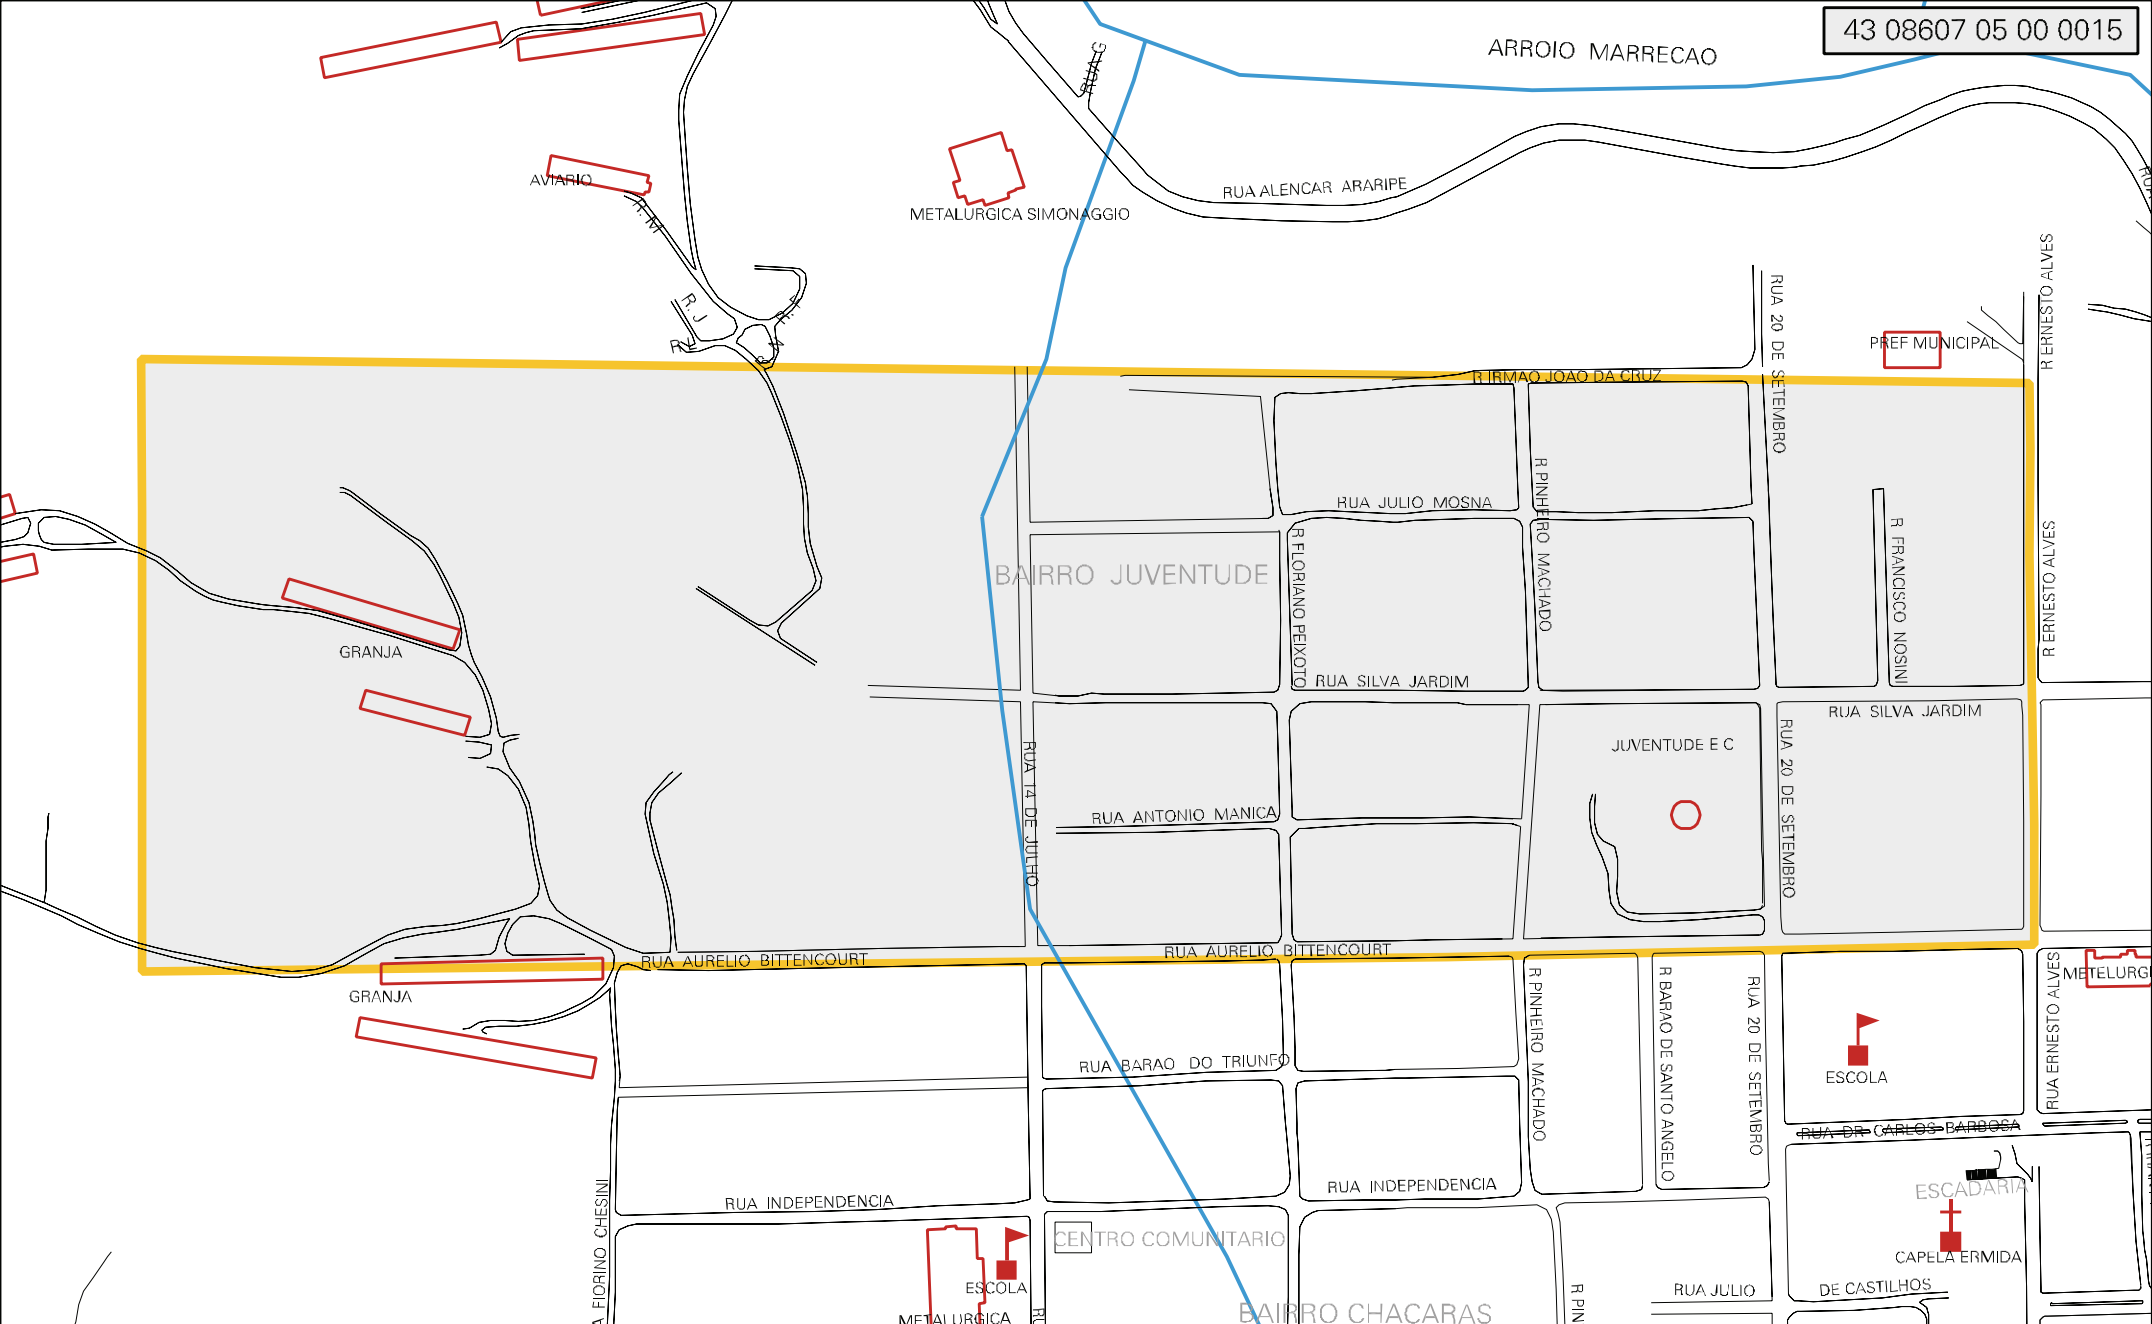 43 08607 05 00 0015
ARROIO MARRECAO
RUA G
AVIARIO
R. M
METALURGICA SIMONAGGIO
RUA ALENCAR ARARIPE
R ERNESTO ALVES
RUA 20 DE SETEMBRO
R. J
PREF MUNICIPAL
R IRMAO JOAO DA CRUZ
RUA JULIO MOSNA
R PINHEIRO MACHADO
R FLORIANO PEIXOTO
R FRANCISCO NOSINI
R ERNESTO ALVES
BAIRRO JUVENTUDE
GRANJA
RUA SILVA JARDIM
RUA SILVA JARDIM
JUVENTUDE E C
RUA 14 DE JULHO
RUA 20 DE SETEMBRO
RUA ANTONIO MANICA
RUA AURELIO BITTENCOURT
RUA AURELIO BITTENCOURT
GRANJA
METELURGI
R PINHEIRO MACHADO
R BARAO DE SANTO ANGELO
RUA 20 DE SETEMBRO
RUA ERNESTO ALVES
RUA BARAO DO TRIUNFO
ESCOLA
RUA DR CARLOS BARBOSA
RUA INDEPENDENCIA
RUA INDEPENDENCIA
ESCADARIA
A FIORINO CHESINI
CENTRO COMUNITARIO
CAPELA ERMIDA
ESCOLA
RUA JULIO DE CASTILHOS
METALURGICA
BAIRRO CHACARAS
R PIN